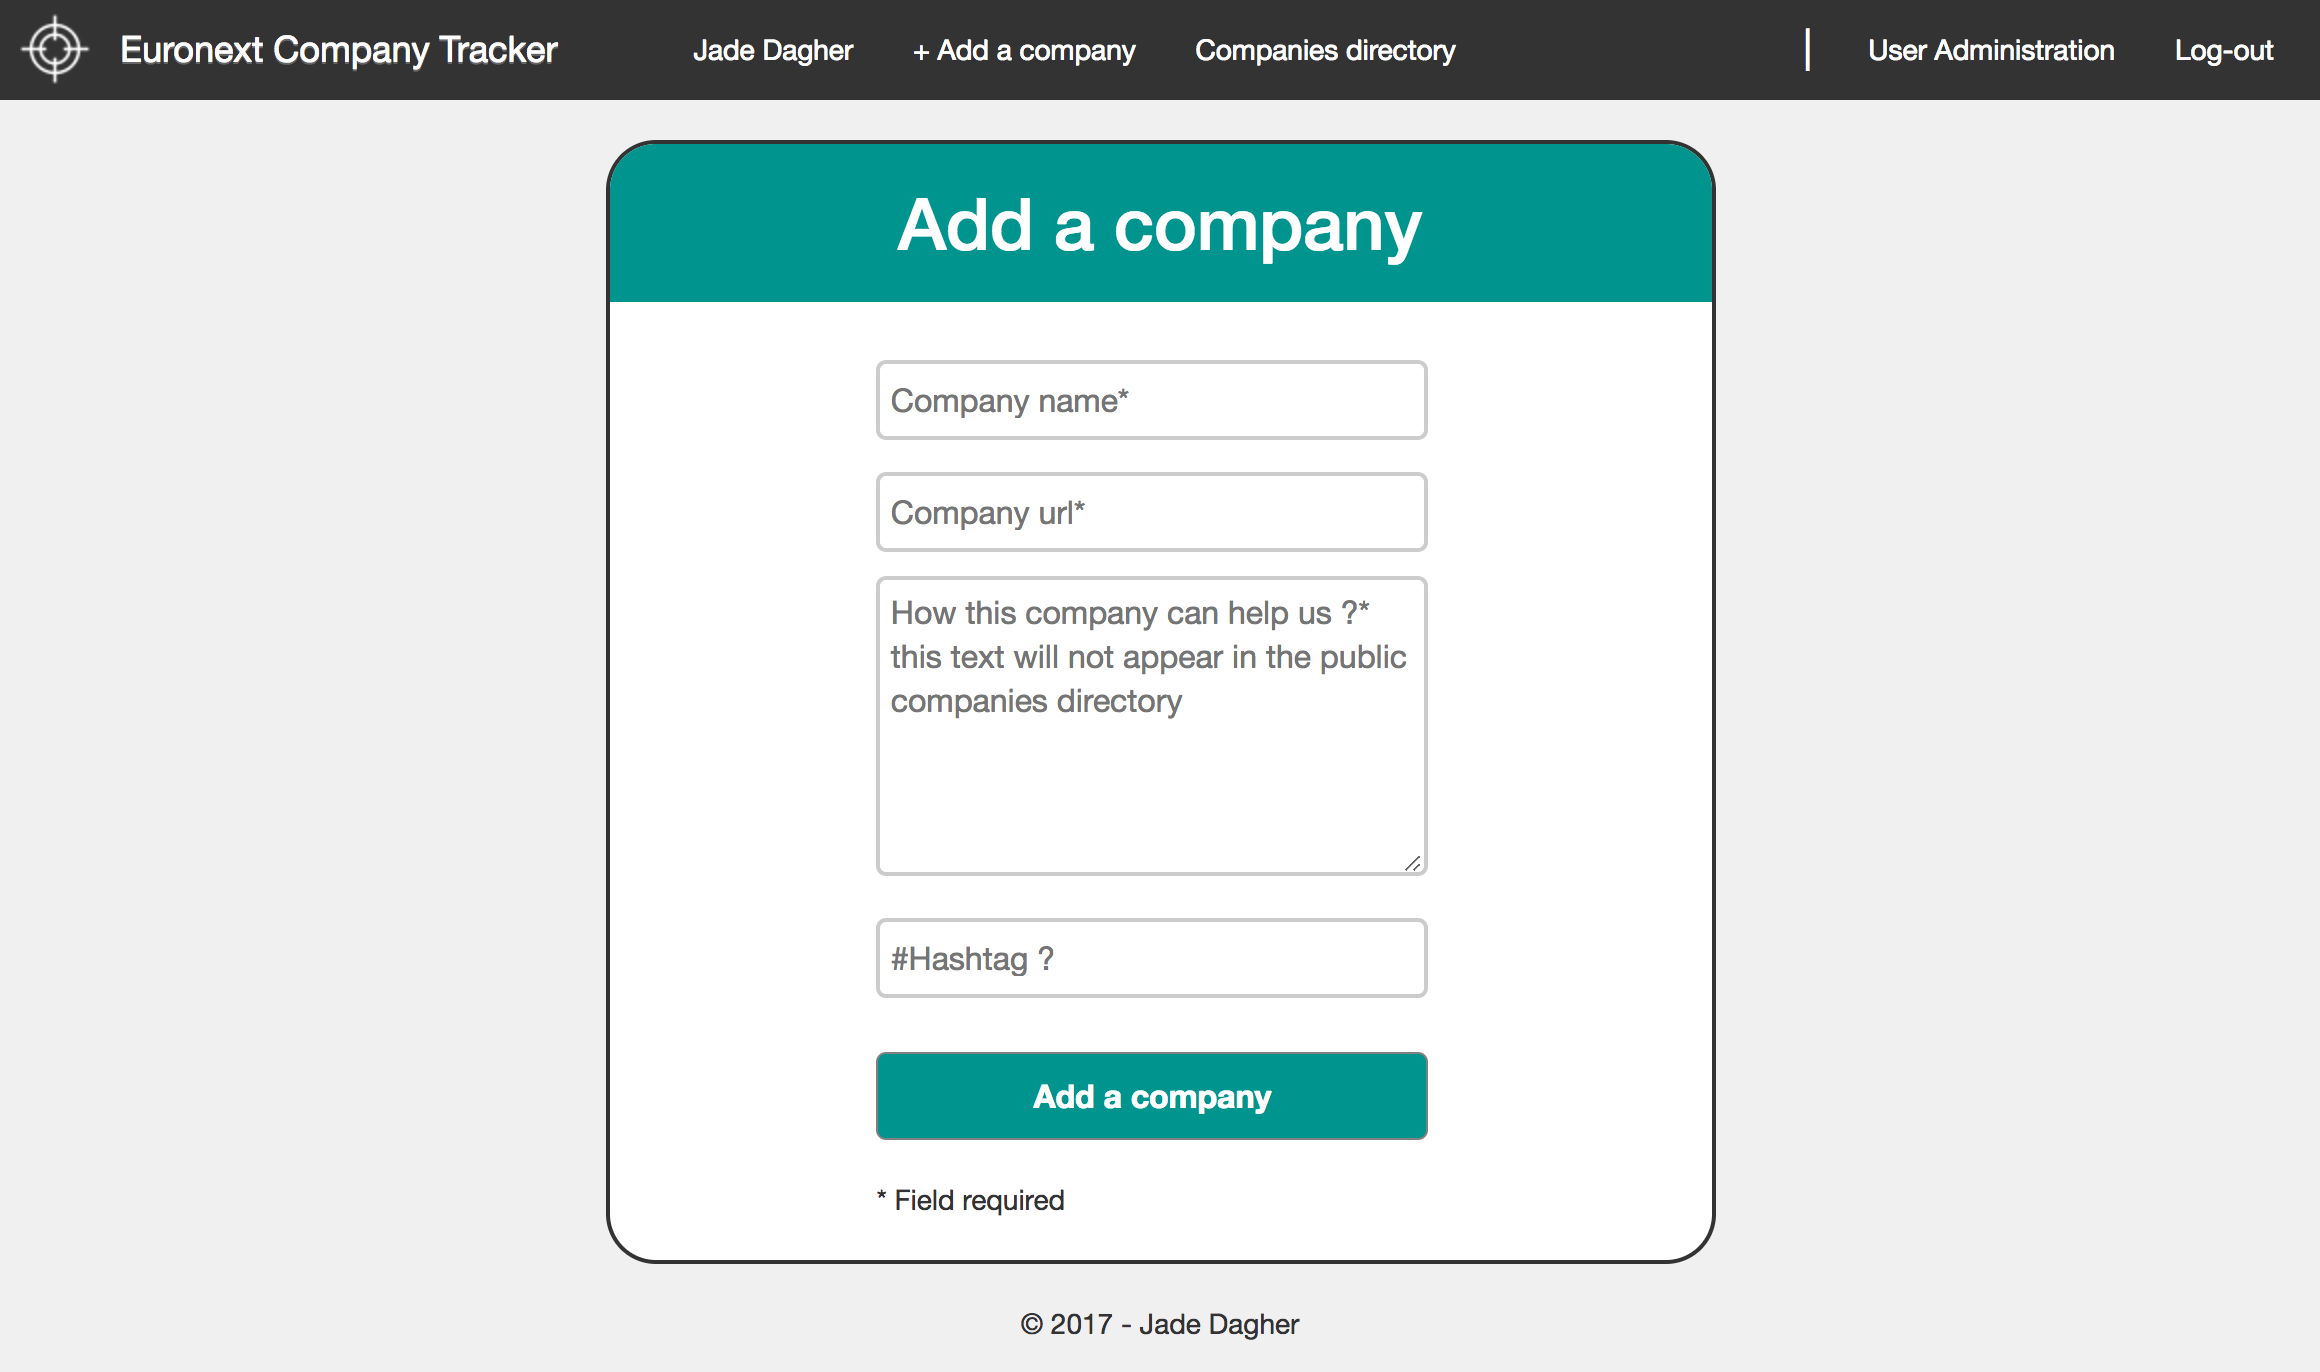 Euronext Company Tracker
Jade Dagher
+ Add a company
Companies directory
User Administration
Log-out
Add a company
Company name*
Company url*
How this company can help us ?*
this text will not appear in the public
companies directory
#Hashtag ?
Add a company
* Field required
© 2017 - Jade Dagher